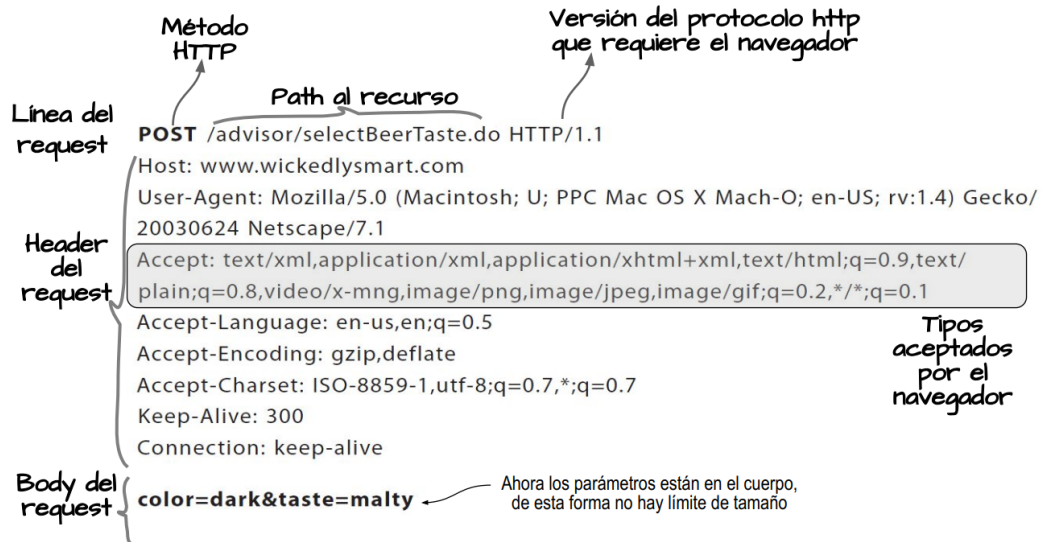 Método
HTTP
Versión del protocolo http
que requiere el navegador
Path al recurso
Línea del
request
POST /advisor/selectBeerTaste.do HTTP/1.1
Host: www.wickedlysmart.com
User-Agent: Mozilla/5.0 (Macintosh; U; PPC Mac OS X Mach-O; en-US; rv:1.4) Gecko/
20030624 Netscape/7.1
Header
del
request
Accept: text/xml,application/xml,application/xhtml+xml,text/html;q=0.9,text/
plain;q=0.8,video/x-mng,image/png,image/jpeg,image/gif;q=0.2,*/*;q=0.1
Accept-Language: en-us,en;q=0.5
Accept-Encoding: gzip,deflate
Accept-Charset: ISO-8859-1,utf-8;q=0.7,*;q=0.7
Keep-Alive: 300
Connection: keep-alive
Tipos
aceptados
por el
navegador
Body del
request
color=dark&taste=malty
Ahora los parámetros están en el cuerpo,
de esta forma no hay límite de tamaño